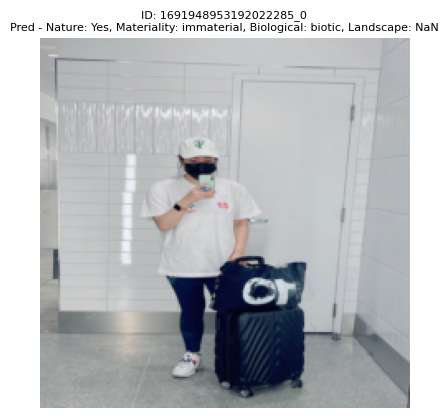 ID: 1691948953192022285_0
Pred - Nature: Yes, Materiality: immaterial, Biological: biotic, Landscape: NaN